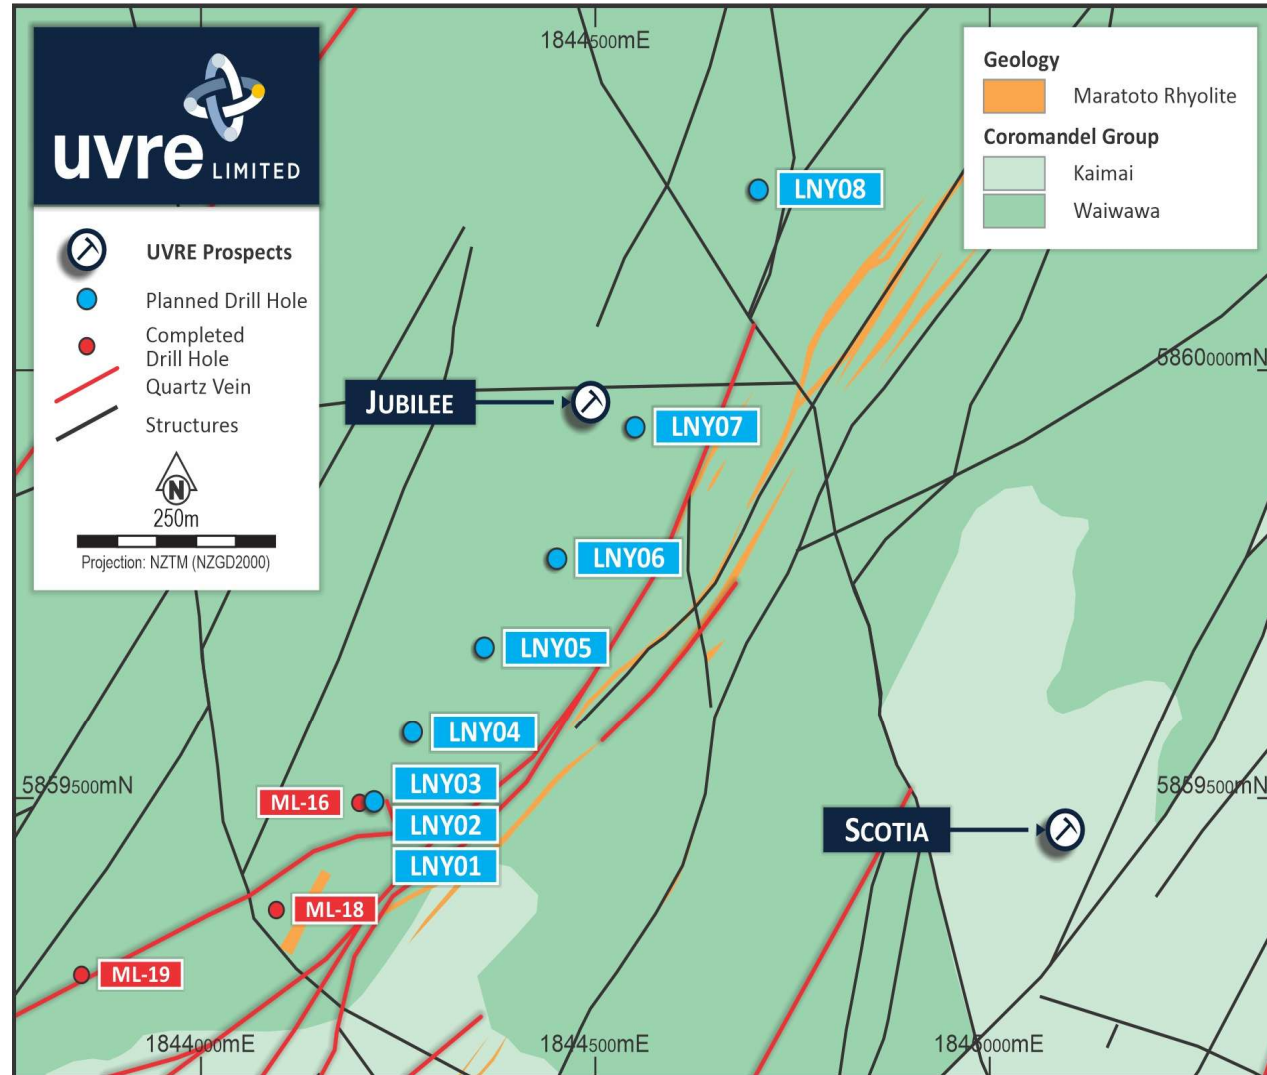 uvre LIMITED
UVRE Prospects
Planned Drill Hole
Completed
Drill Hole
Quartz Vein
Structures
N
250m
Projection: NZTM (NZGD2000)
1844500mE
Geology
Maratoto Rhyolite
Coromandel Group
Kaimai
Waiwawa
LNY08
5860000mN
JUBILEE
LNY07
LNY06
LNY05
LNY04
5859500mN
ML-16
LNY03
LNY02
LNY01
5859500mN
SCOTIA
ML-18
ML-19
1844000mE
1844500mE
1845000mE